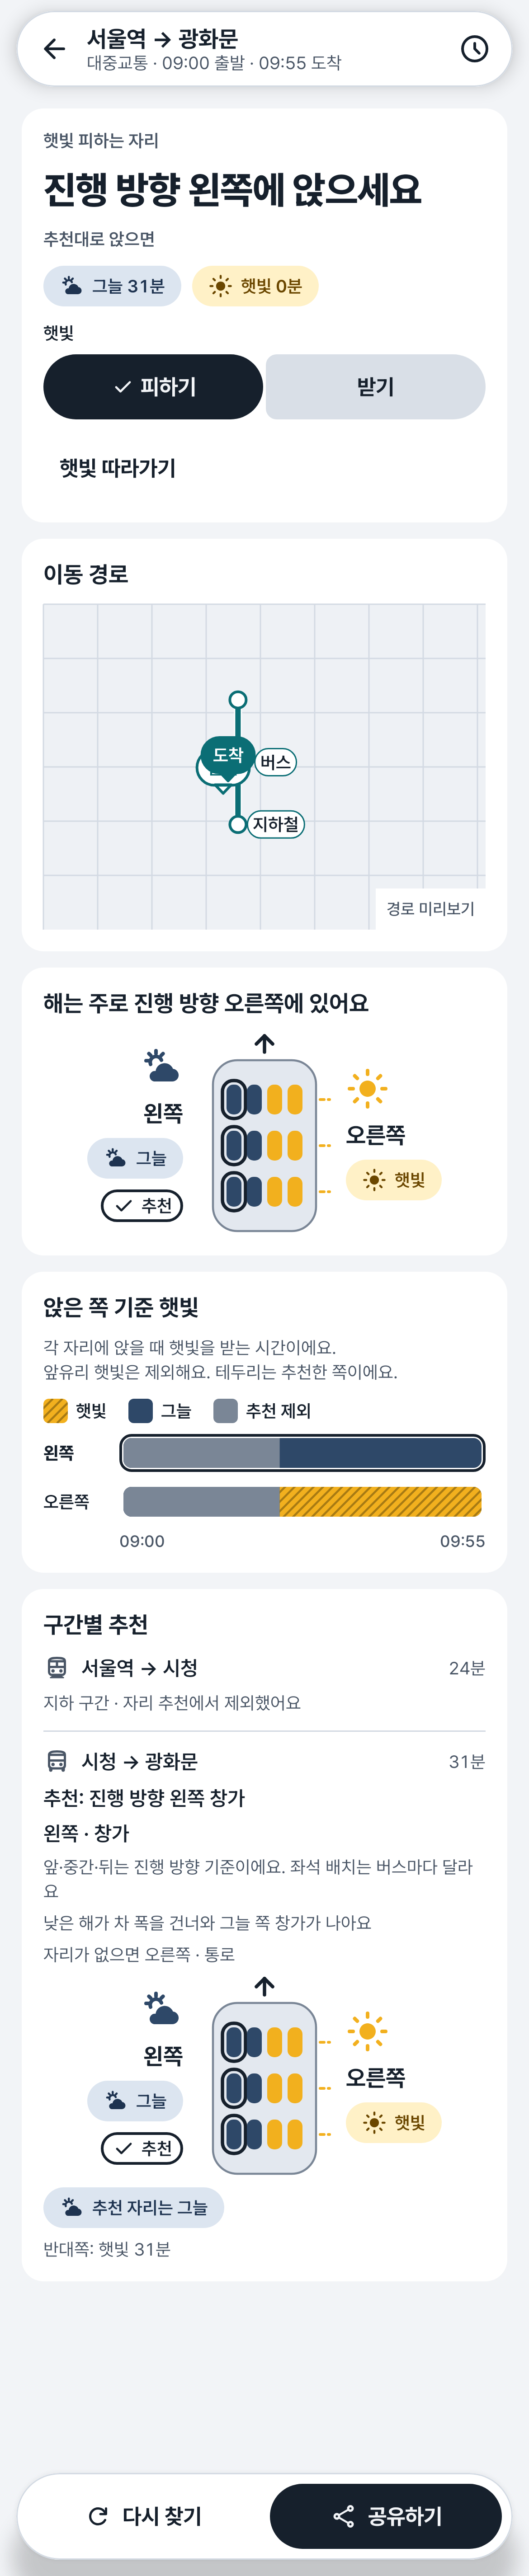 서울역 → 광화문
대중교통 · 09:00 출발 · 09:55 도착
햇빛 피하는 자리
진행 방향 왼쪽에 앉으세요
추천대로 앉으면
그늘 31분
햇빛 0분
햇빛
피하기
받기
햇빛 따라가기
이동 경로
도착
버스
지하철
경로 미리보기
해는 주로 진행 방향 오른쪽에 있어요
왼쪽
그늘
추천
오른쪽
햇빛
앉은 쪽 기준 햇빛
각 자리에 앉을 때 햇빛을 받는 시간이에요.
앞유리 햇빛은 제외해요. 테두리는 추천한 쪽이에요.
햇빛 그늘 추천 제외
왼쪽
오른쪽
09:00 09:55
구간별 추천
서울역 → 시청 24분
지하 구간 · 자리 추천에서 제외했어요
시청 → 광화문 31분
추천: 진행 방향 왼쪽 창가
왼쪽 · 창가
앞·중간·뒤는 진행 방향 기준이에요. 좌석 배치는 버스마다 달라
요
낮은 해가 차 폭을 건너와 그늘 쪽 창가가 나아요
자리가 없으면 오른쪽 · 통로
왼쪽
그늘
추천
오른쪽
햇빛
추천 자리는 그늘
반대쪽: 햇빛 31분
다시 찾기
공유하기